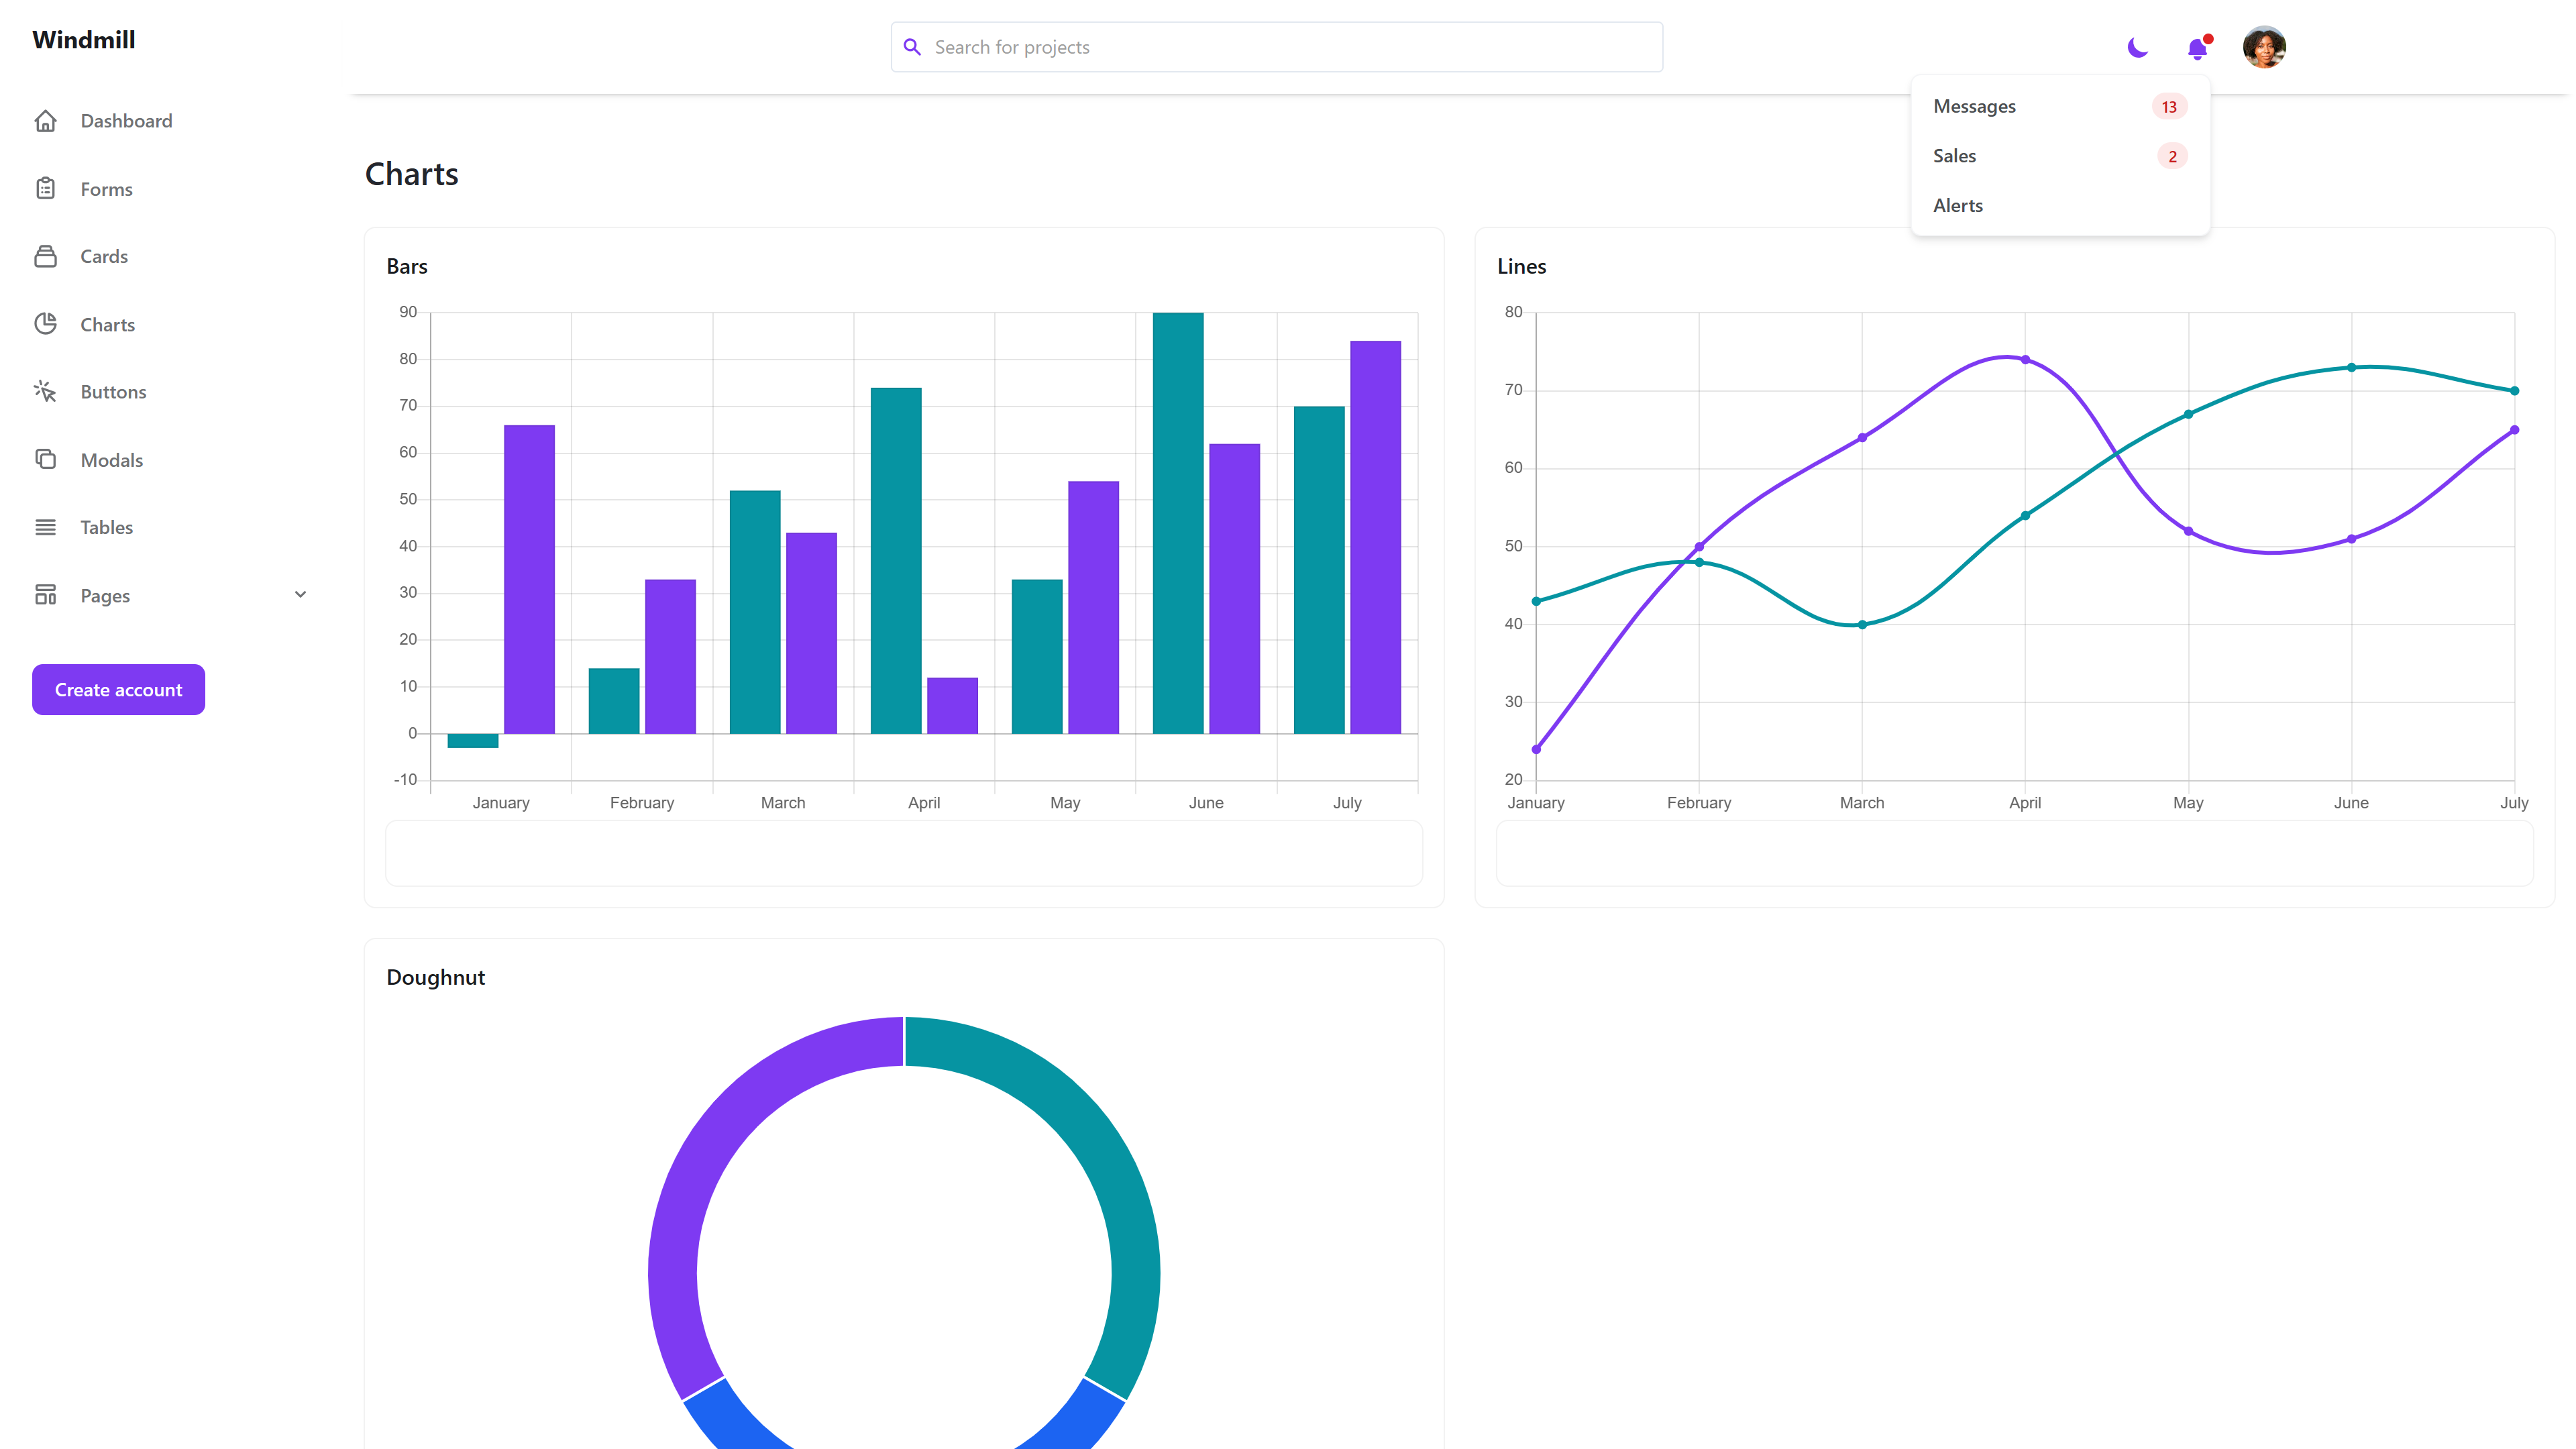 Windmill
Search for projects
Dashboard
Forms
Cards
Charts
Buttons
Modals
Tables
Pages
Create account
Messages 13
Sales 2
Alerts
Charts
Bars
90
80
70
60
50
40
30
20
10
0
-10
January February March April May June July
Lines
80
70
60
50
40
30
20
January February March April May June July
Doughnut